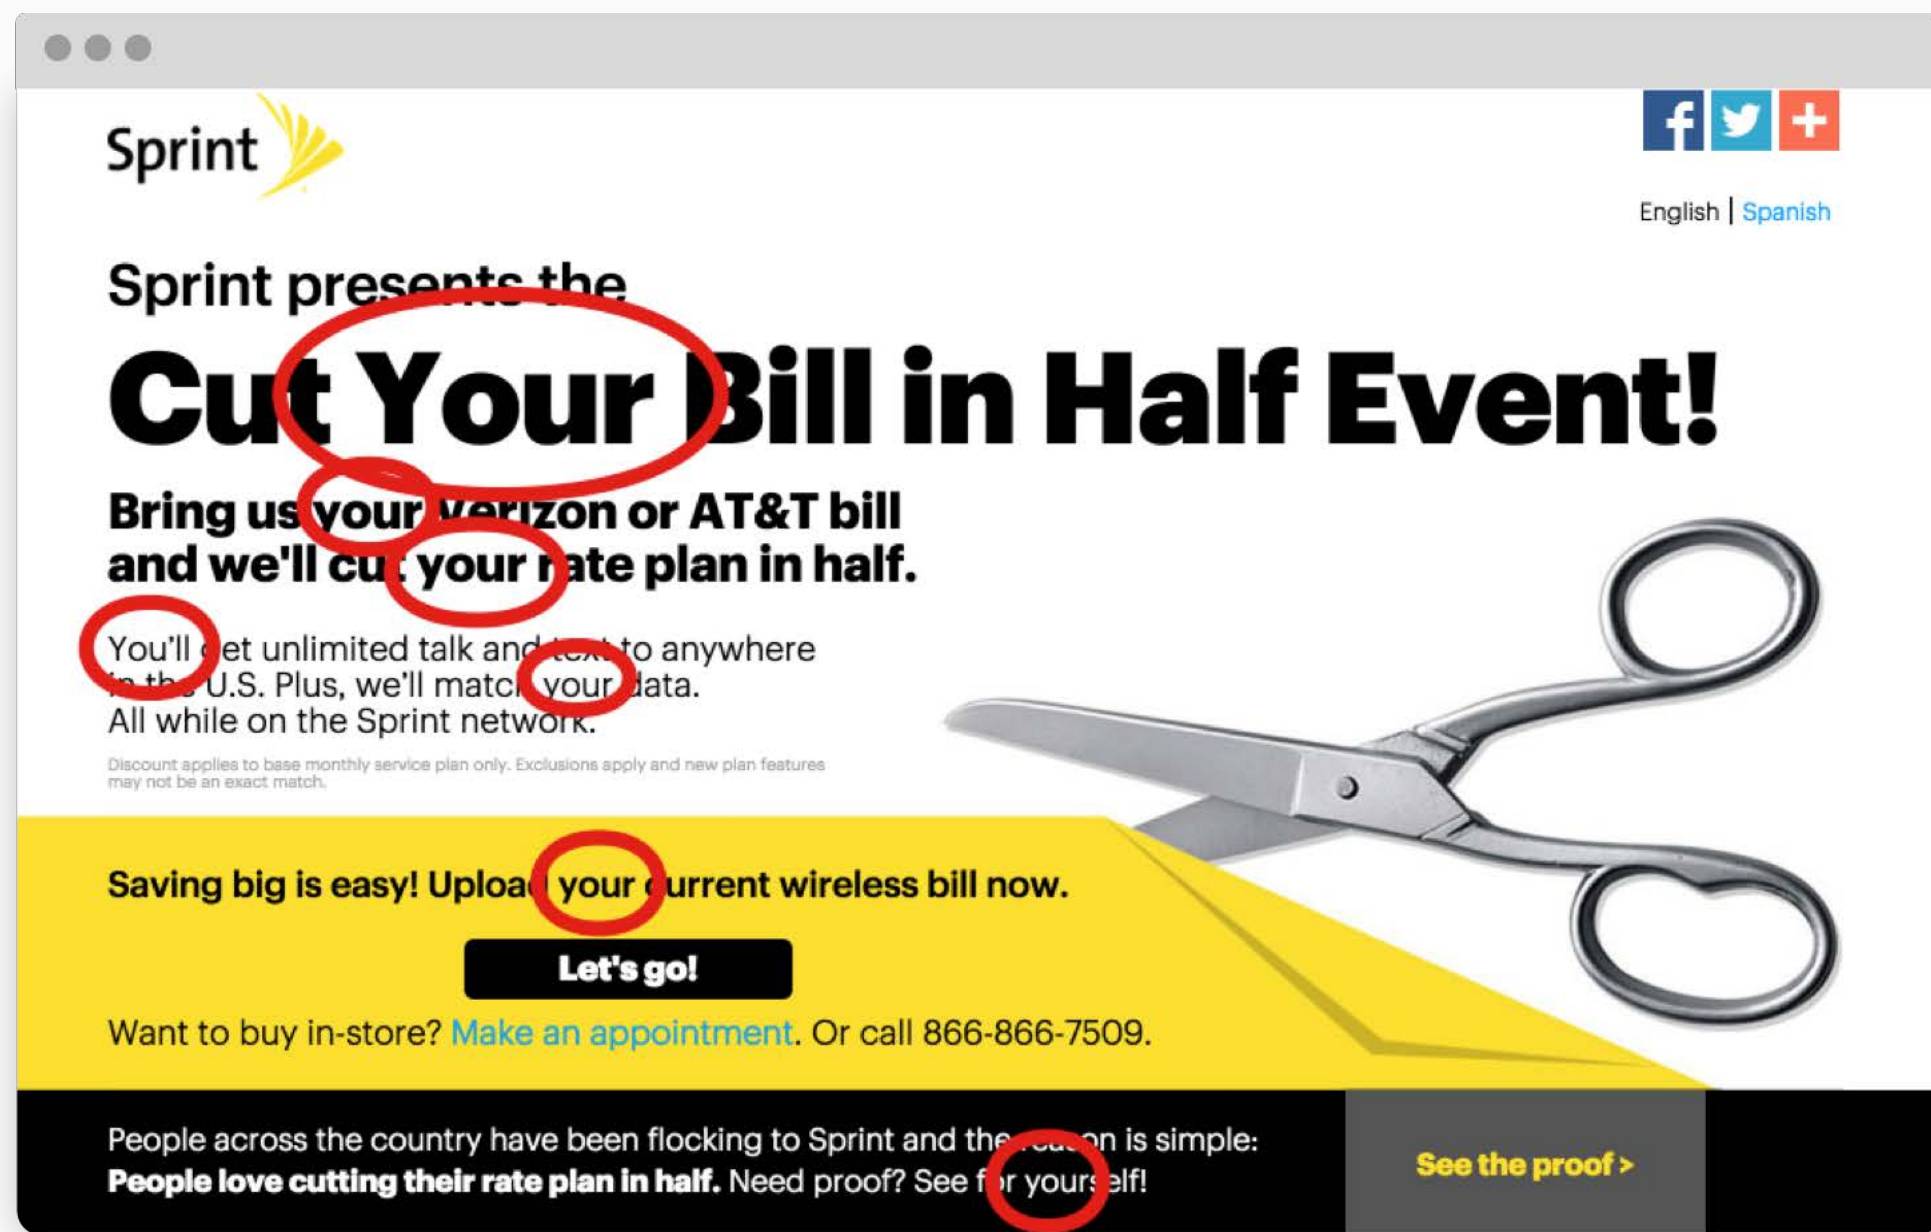 Sprint
English | Spanish
Sprint presents the
Cut Your Bill in Half Event!
Bring us your Verizon or AT&T bill
and we'll cut your rate plan in half.
You'll get unlimited talk and text to anywhere
in the U.S. Plus, we'll match your data.
All while on the Sprint network.
Discount applies to base monthly service plan only. Exclusions apply and new plan features
may not be an exact match.
Saving big is easy! Upload your current wireless bill now.
Let's go!
Want to buy in-store? Make an appointment. Or call 866-866-7509.
People across the country have been flocking to Sprint and the reason is simple:
People love cutting their rate plan in half. Need proof? See for yourself!
See the proof >